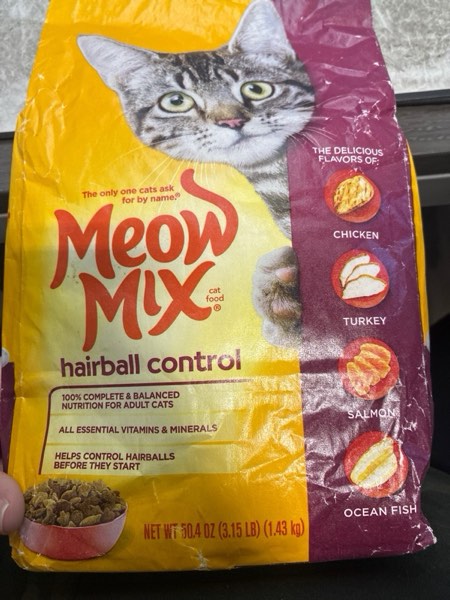 The only one cats ask
for by name.®
Meow
Mix
cat
food
®
hairball control
100% COMPLETE & BALANCED
NUTRITION FOR ADULT CATS
ALL ESSENTIAL VITAMINS & MINERALS
HELPS CONTROL HAIRBALLS
BEFORE THEY START
NET WT 50.4 OZ (3.15 LB) (1.43 kg)
THE DELICIOUS
FLAVORS OF:
CHICKEN
TURKEY
SALMON
OCEAN FISH